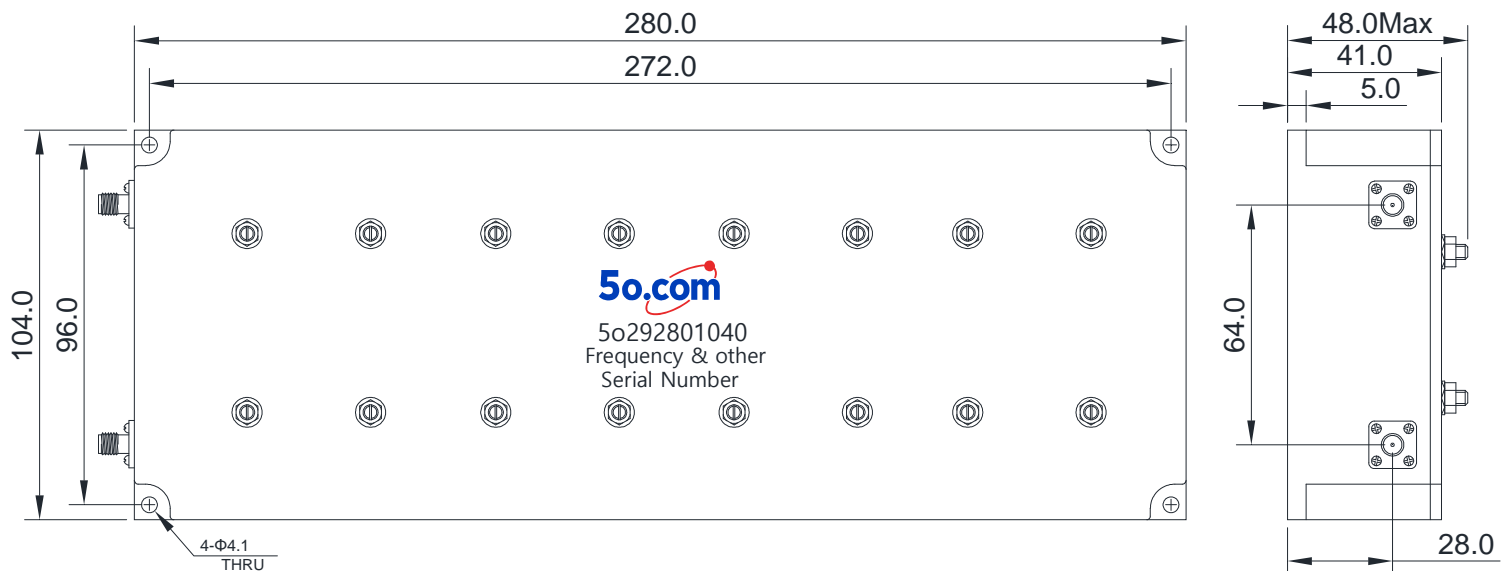 280.0
272.0
48.0Max
41.0
5.0
104.0
96.0
64.0
5o.com
5o292801040
Frequency & other
Serial Number
4-Φ4.1
THRU
28.0